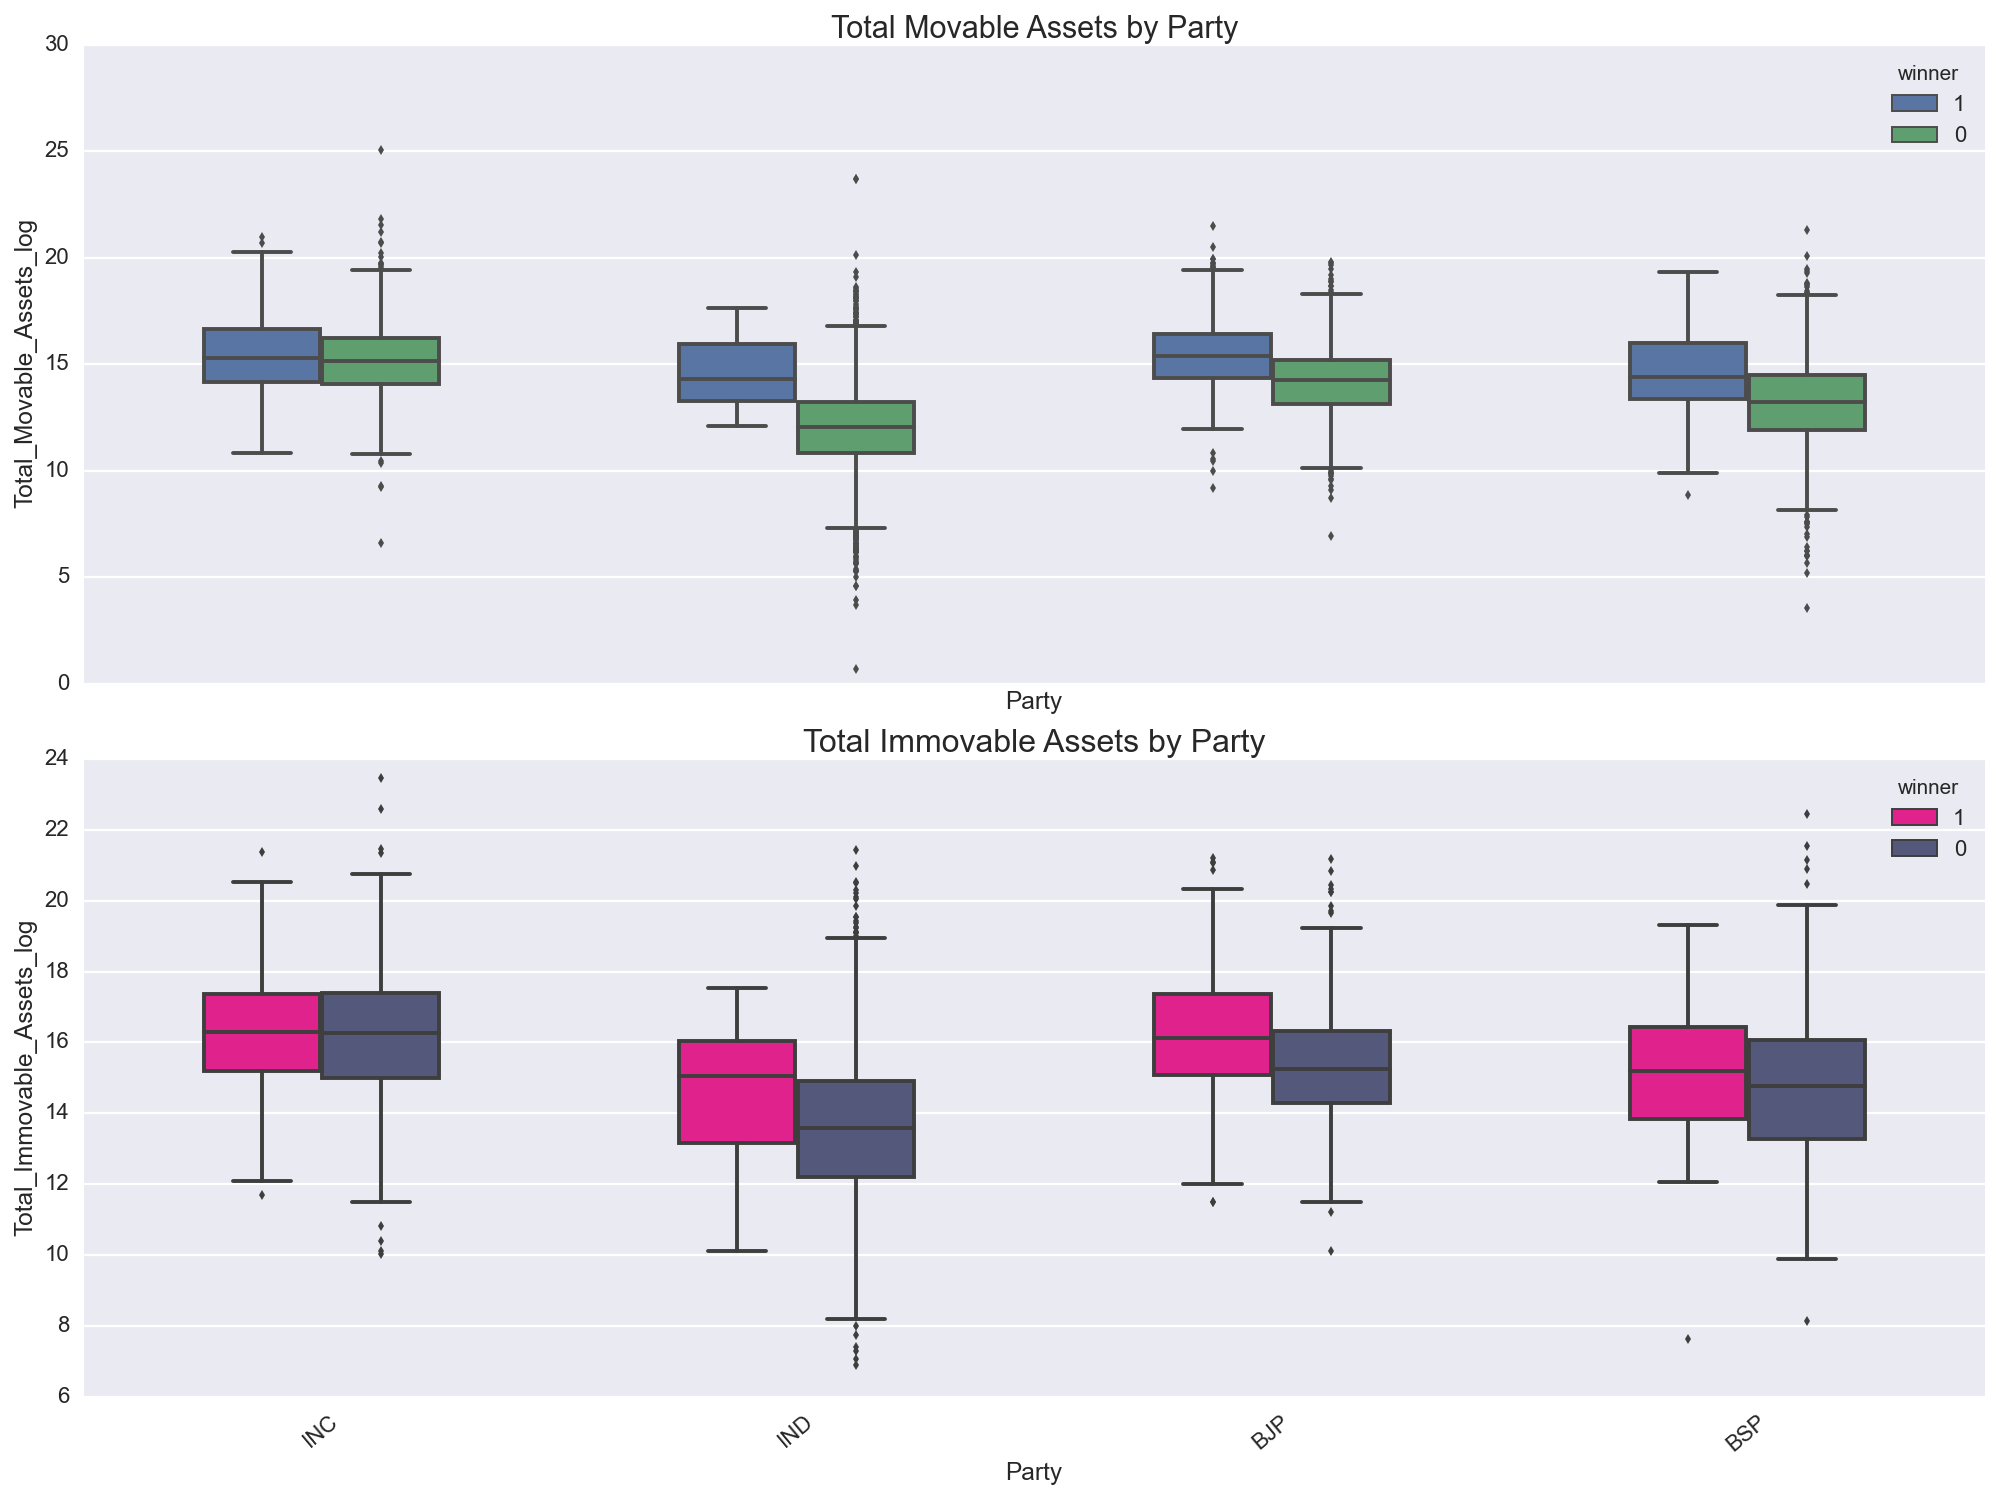 Total Movable Assets by Party
30
25
20
15
10
5
0
Total_Movable_Assets_log
winner
1
0
Party
Total Immovable Assets by Party
24
22
20
18
16
14
12
10
8
6
Total_Immovable_Assets_log
winner
1
0
INC
IND
BJP
BSP
Party